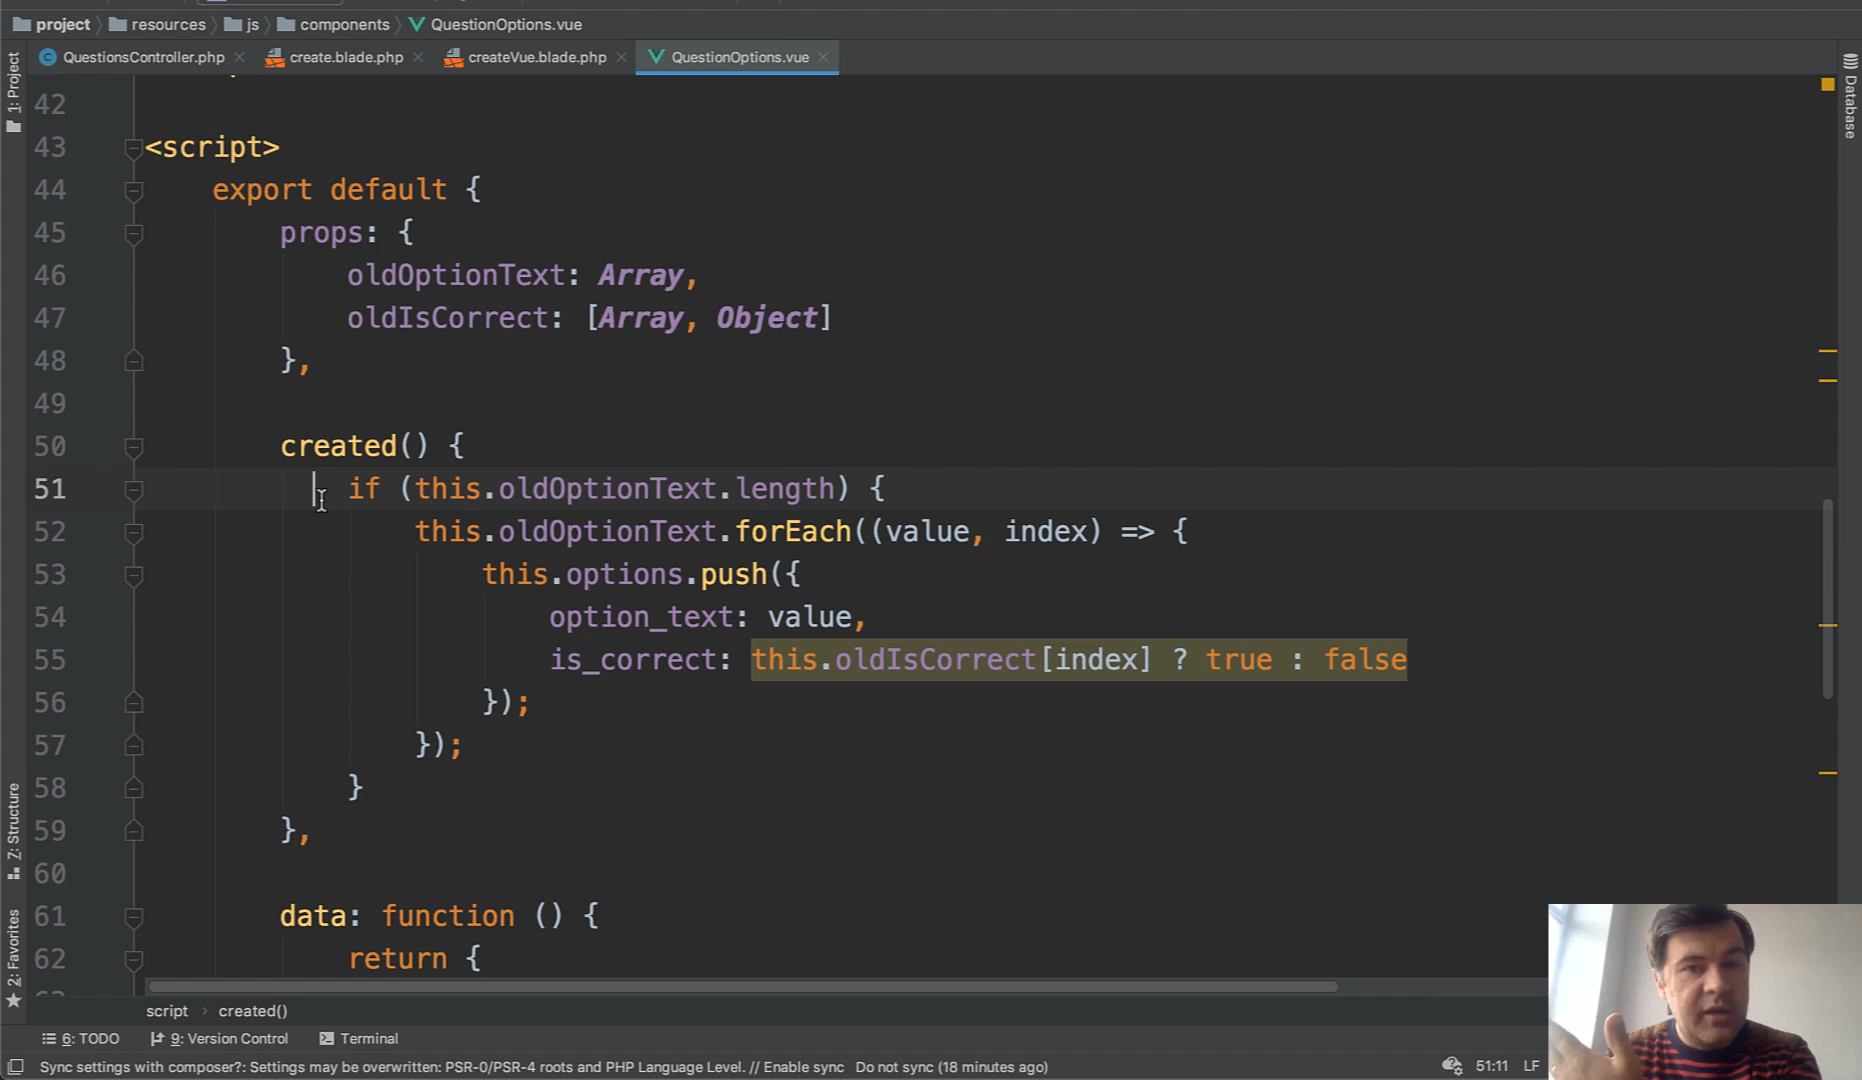 project resources js components QuestionOptions.vue
QuestionsController.php create.blade.php createVue.blade.php QuestionOptions.vue
1: Project
Database
42
43 <script>
44 export default {
45 props: {
46 oldOptionText: Array,
47 oldIsCorrect: [Array, Object]
48 },
49
50 created() {
51 if (this.oldOptionText.length) {
52 this.oldOptionText.forEach((value, index) => {
53 this.options.push({
54 option_text: value,
55 is_correct: this.oldIsCorrect[index] ? true : false
56 });
57 });
58 }
59 },
60
61 data: function () {
62 return {
Z: Structure
2: Favorites
script › created()
6: TODO 9: Version Control Terminal
Sync settings with composer?: Settings may be overwritten: PSR-0/PSR-4 roots and PHP Language Level. // Enable sync Do not sync (18 minutes ago) 51:11 LF